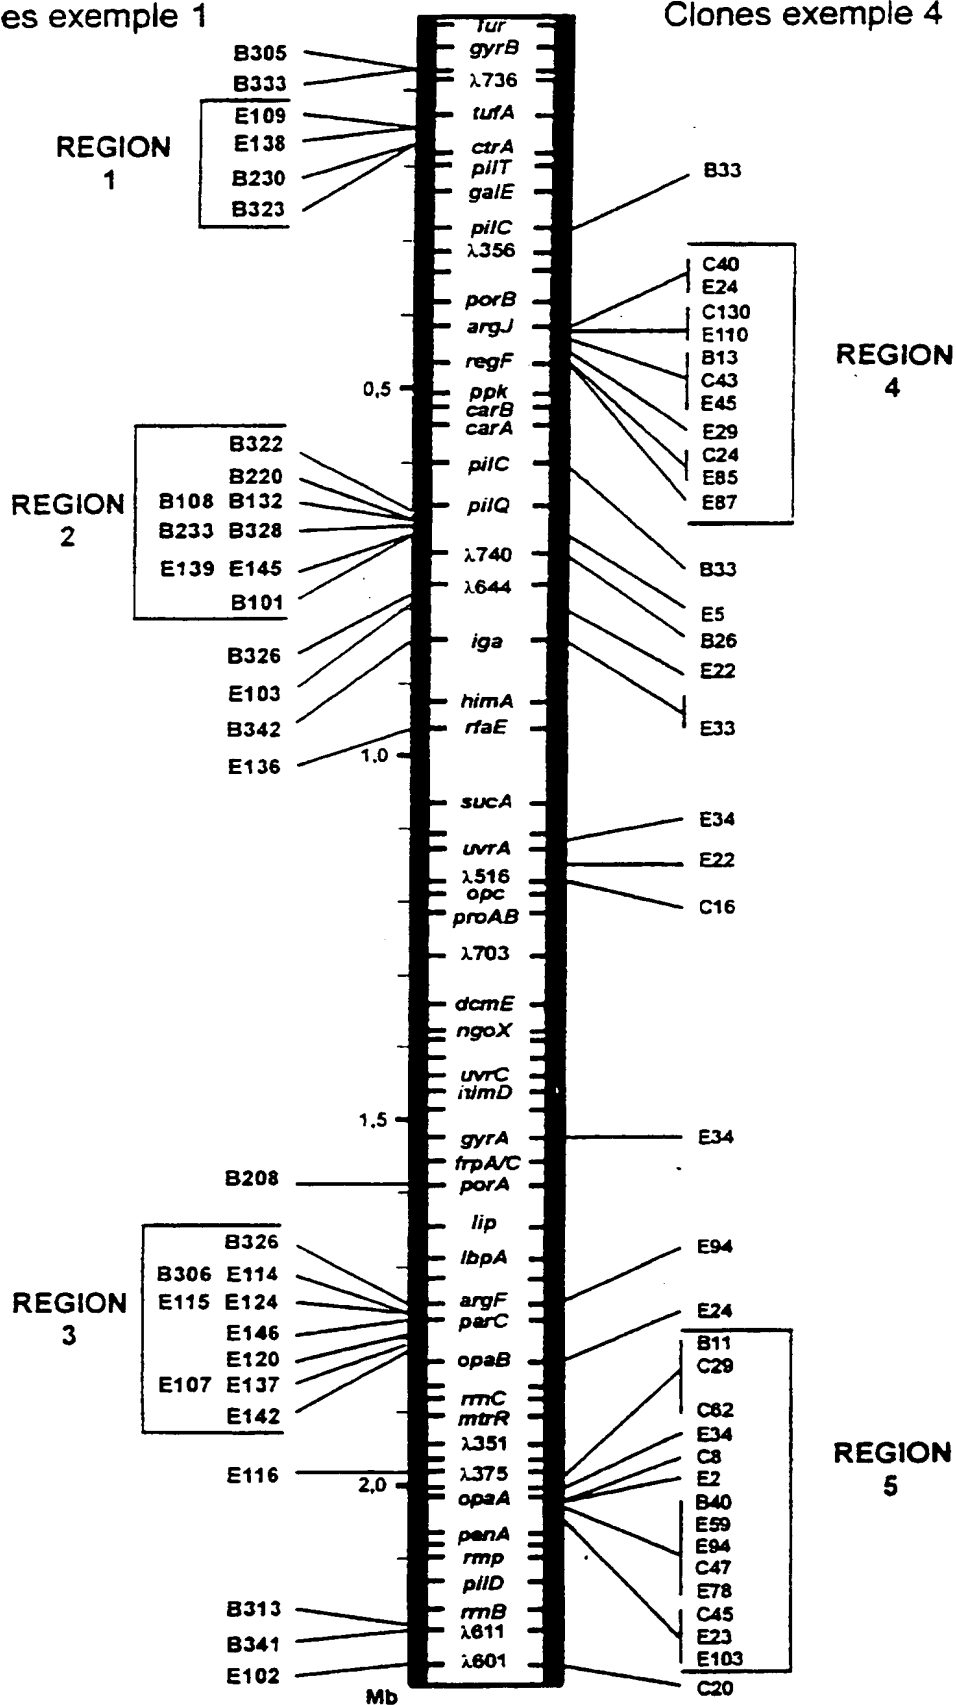 es exemple 1
Clones exemple 4
B305
B333
REGION
1
E109
E138
B230
B323
REGION
2
B322
B220
B108 B132
B233 B328
E139 E145
B101
B326
E103
B342
E136
B208
REGION
3
B326
B306 E114
E115 E124
E146
E120
E107 E137
E142
E116
B313
B341
E102
0,5
1,0
1,5
2,0
Mb
gyrB
λ736
tufA
ctrA
pilT
galE
pilC
λ356
porB
argJ
regF
ppk
carB
carA
pilC
pilQ
λ740
λ644
iga
himA
rfaE
sucA
uvrA
λ516
opc
proAB
λ703
dcmE
ngoX
uvrC
gyrA
frpA/C
porA
lip
lbpA
argF
parC
opaB
rrnC
mtrR
λ351
λ375
opaA
penA
rmp
pilD
rrnB
λ611
λ601
B33
C40
E24
C130
E110
B13
C43
E45
E29
C24
E85
E87
REGION
4
B33
E5
B26
E22
E33
E34
E22
C16
E34
E94
E24
B11
C29
C62
E34
C8
E2
B40
E59
E94
C47
E78
C45
E23
E103
REGION
5
C20